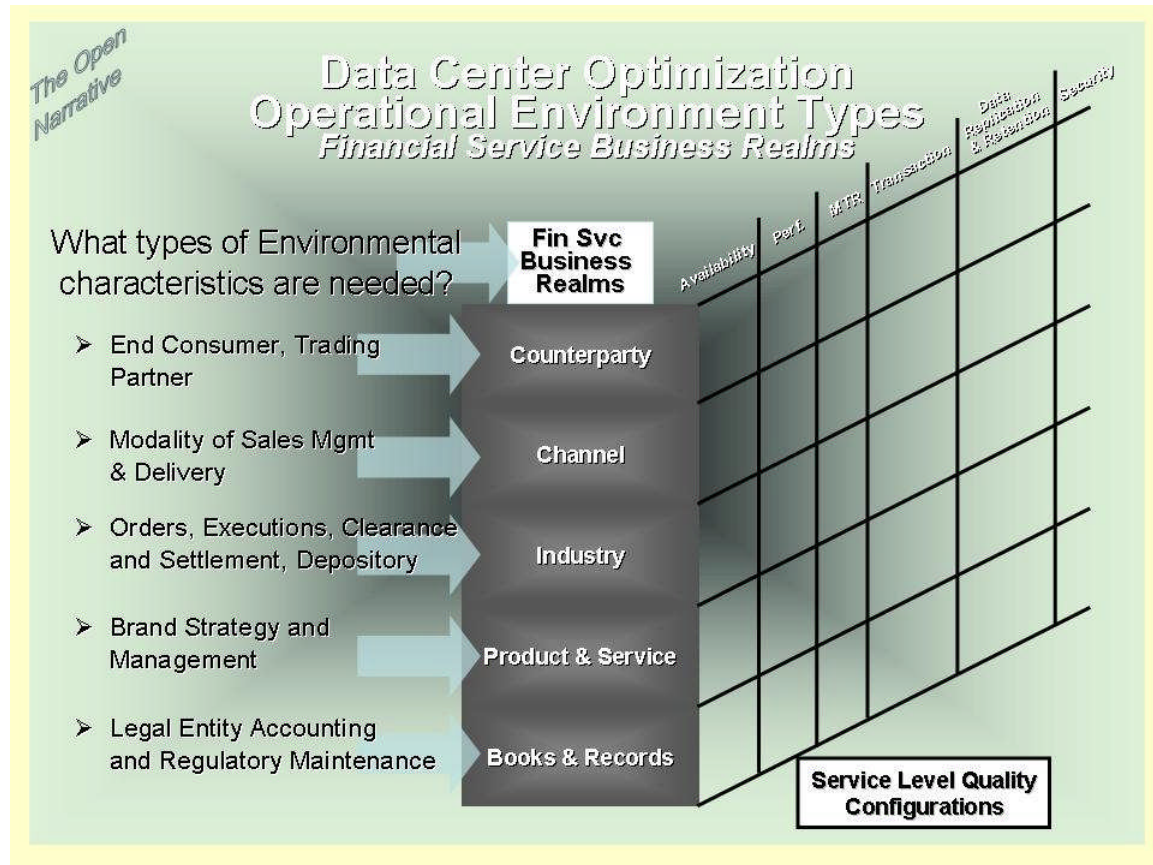 The Open
Narrative
Data Center Optimization
Operational Environment Types
Financial Service Business Realms
What types of Environmental
characteristics are needed?
Fin Svc
Business
Realms
Availability
Perf.
MTR
Transaction
Data
Replication
& Retention
Security
➢ End Consumer, Trading
Partner
Counterparty
➢ Modality of Sales Mgmt
& Delivery
Channel
➢ Orders, Executions, Clearance
and Settlement, Depository
Industry
➢ Brand Strategy and
Management
Product & Service
➢ Legal Entity Accounting
and Regulatory Maintenance
Books & Records
Service Level Quality
Configurations